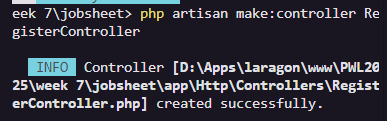 eek 7\jobsheet> php artisan make:controller Re
gisterController
INFO Controller [D:\Apps\laragon\www\PWL20
25\week 7\jobsheet\app\Http\Controllers\Regist
erController.php] created successfully.